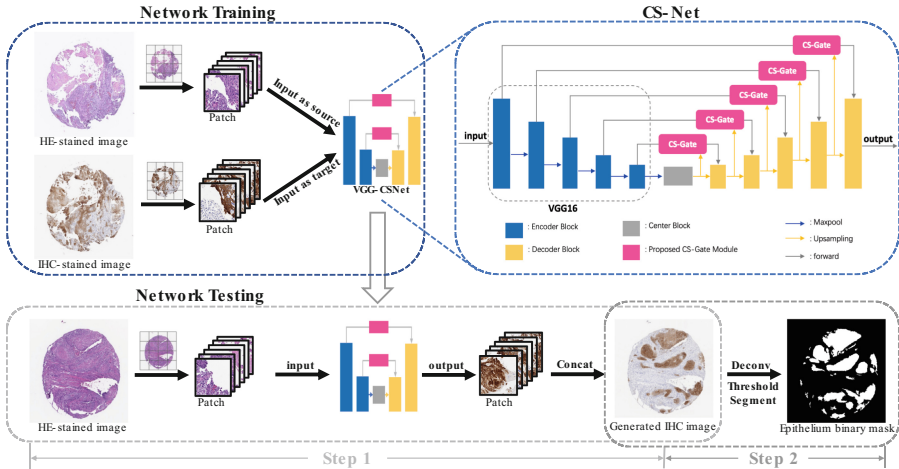 Network Training
HE-stained image
Patch
Input as source
IHC-stained image
Patch
Input as target
VGG-CSNet
CS-Net
CS-Gate
CS-Gate
CS-Gate
CS-Gate
CS-Gate
input
output
VGG16
: Encoder Block
: Decoder Block
: Center Block
: Proposed CS-Gate Module
: Maxpool
: Upsampling
: forward
Network Testing
HE-stained image
Patch
input
output
Patch
Concat
Generated IHC image
Deconv
Threshold
Segment
Epithelium binary mask
Step 1
Step 2